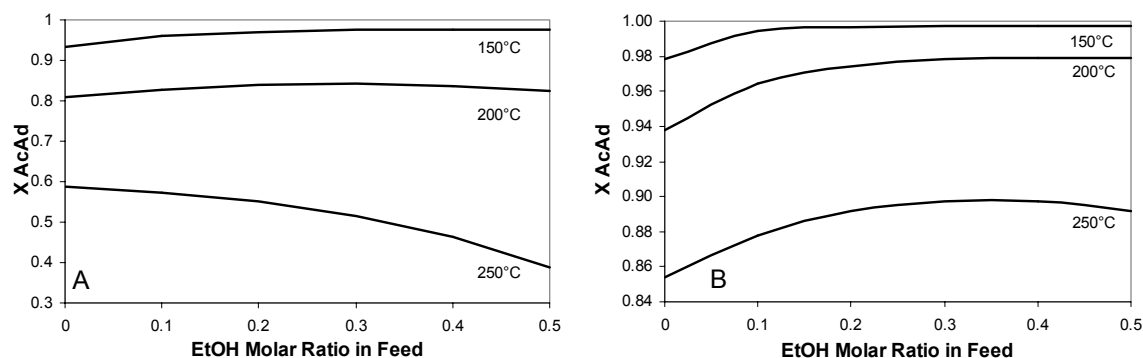 1
0.9
0.8
0.7
0.6
0.5
0.4
0.3
X AcAd
150°C
200°C
250°C
A
0 0.1 0.2 0.3 0.4 0.5
EtOH Molar Ratio in Feed
1.00
0.98
0.96
0.94
0.92
0.90
0.88
0.86
0.84
X AcAd
150°C
200°C
250°C
B
0 0.1 0.2 0.3 0.4 0.5
EtOH Molar Ratio in Feed